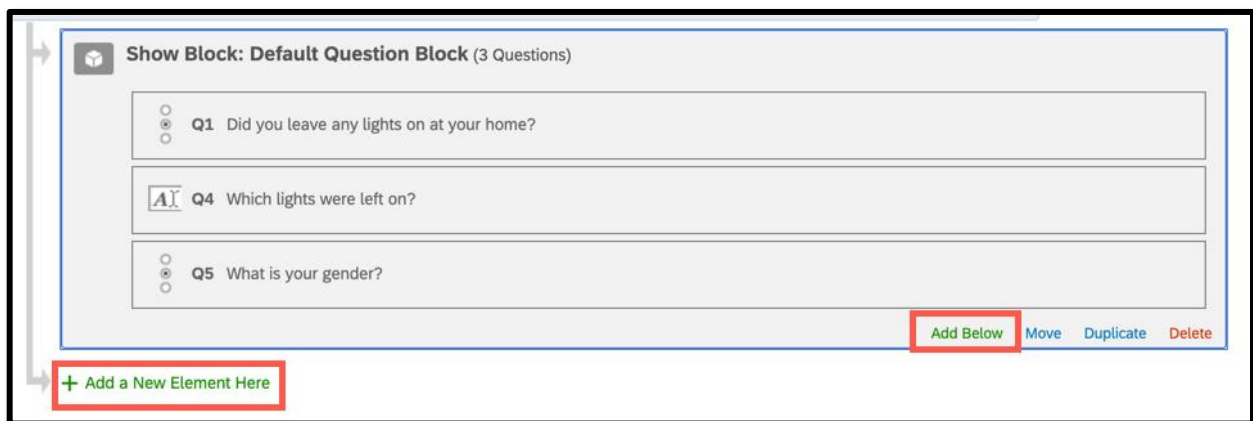 Show Block: Default Question Block (3 Questions)
Q1 Did you leave any lights on at your home?
Q4 Which lights were left on?
Q5 What is your gender?
Add Below Move Duplicate Delete
+ Add a New Element Here